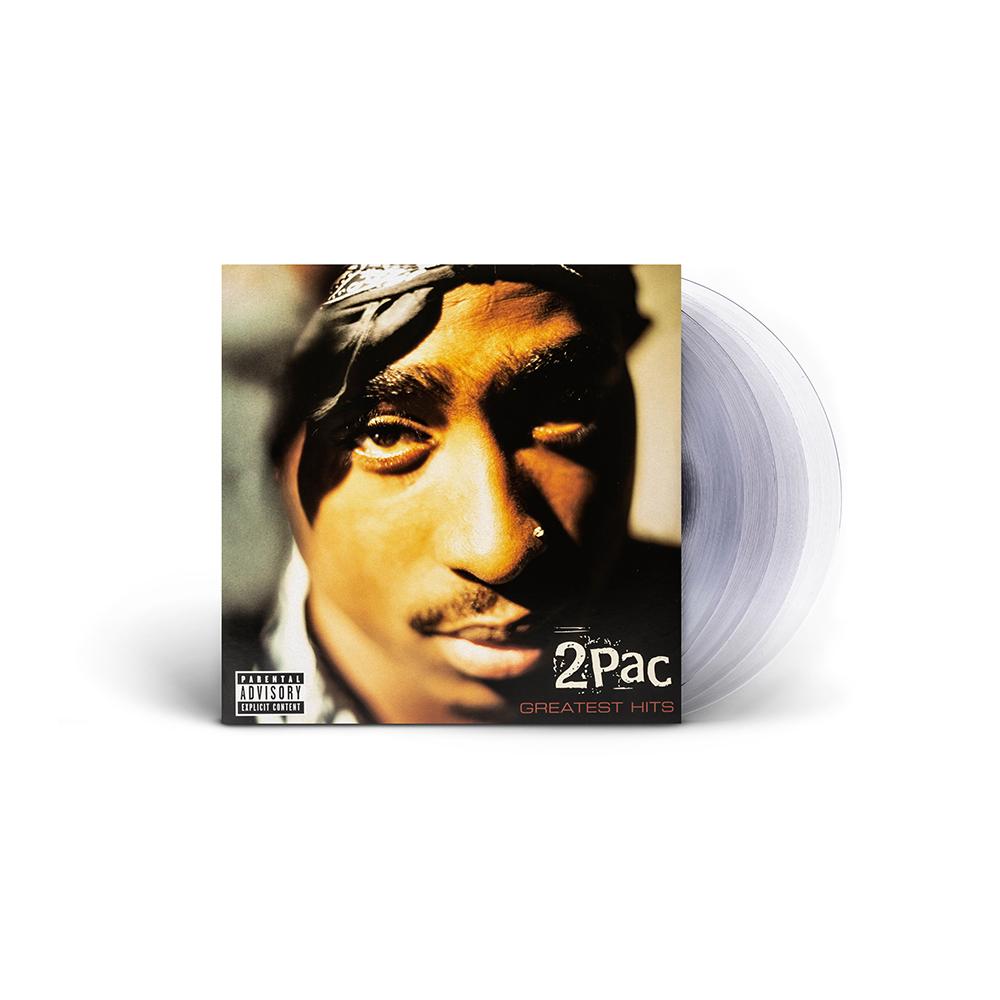 2Pac
GREATEST HITS
PARENTAL
ADVISORY
EXPLICIT CONTENT